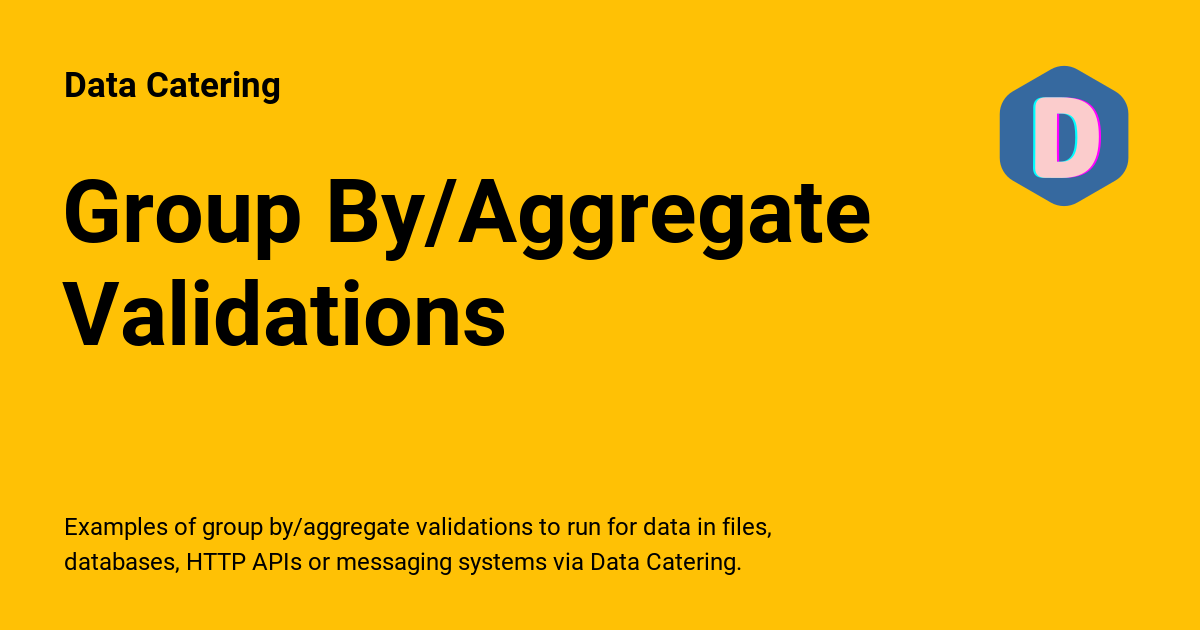 Data Catering
D
Group By/Aggregate
Validations
Examples of group by/aggregate validations to run for data in files,
databases, HTTP APIs or messaging systems via Data Catering.